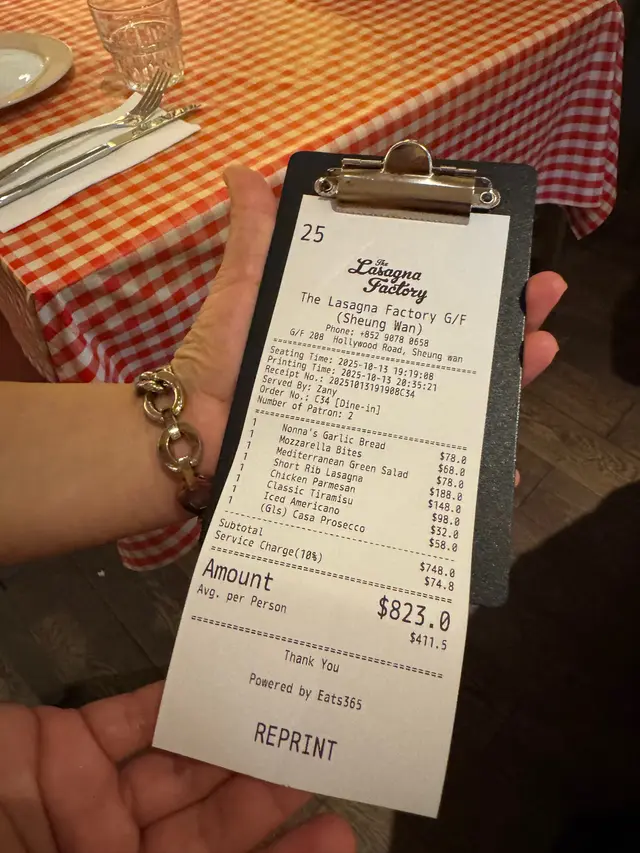 25
The
Lasagna
Factory
The Lasagna Factory G/F
(Sheung Wan)
Phone: +852 9078 0658
G/F 208 Hollywood Road, Sheung wan
========================================
Seating Time: 2025-10-13 19:19:08
Printing Time: 2025-10-13 20:35:21
Receipt No.: 20251013191908C34
Served By: Zany
Order No.: C34 [Dine-in]
Number of Patron: 2
========================================
1 Nonna's Garlic Bread $78.0
1 Mozzarella Bites $68.0
1 Mediterranean Green Salad $78.0
1 Short Rib Lasagna $188.0
1 Chicken Parmesan $148.0
1 Classic Tiramisu $98.0
1 Iced Americano $32.0
1 (Gls) Casa Prosecco $58.0
----------------------------------------
Subtotal $748.0
Service Charge(10%) $74.8
========================================
Amount $823.0
Avg. per Person $411.5
========================================
Thank You
Powered by Eats365
REPRINT